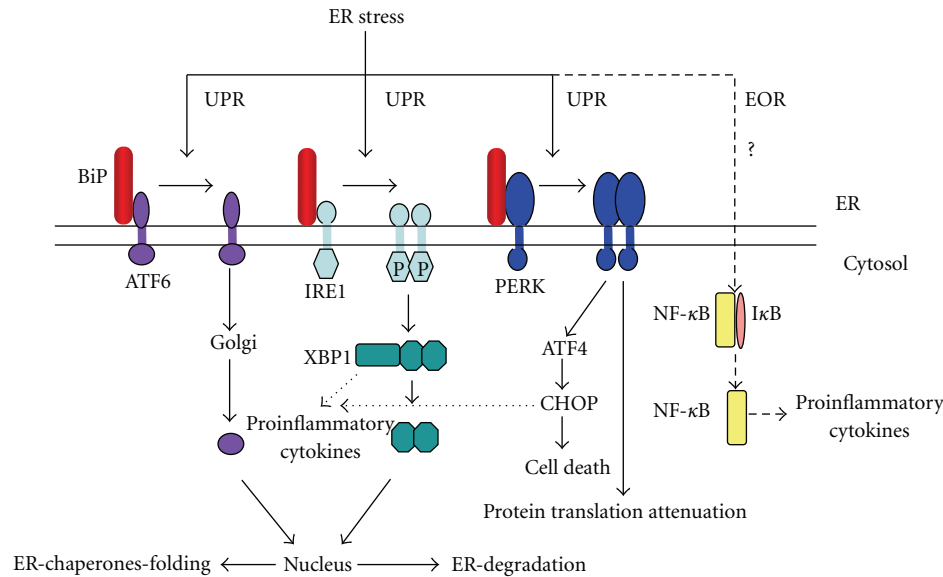 ER stress
UPR
UPR
UPR
EOR
?
BiP
ER
ATF6
IRE1
P
P
PERK
Cytosol
NF-κB
IκB
Golgi
XBP1
ATF4
CHOP
NF-κB
Proinflammatory
cytokines
Proinflammatory
cytokines
Cell death
Protein translation attenuation
ER-chaperones-folding
Nucleus
ER-degradation